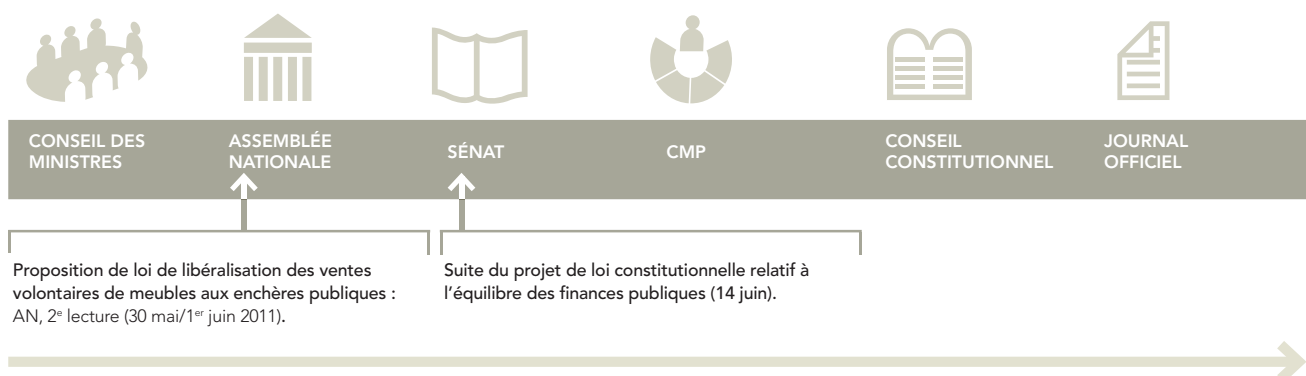 CONSEIL DES
MINISTRES
ASSEMBLÉE
NATIONALE
SÉNAT
CMP
CONSEIL
CONSTITUTIONNEL
JOURNAL
OFFICIEL
Proposition de loi de libéralisation des ventes
volontaires de meubles aux enchères publiques :
AN, 2e lecture (30 mai/1er juin 2011).
Suite du projet de loi constitutionnelle relatif à
l’équilibre des finances publiques (14 juin).